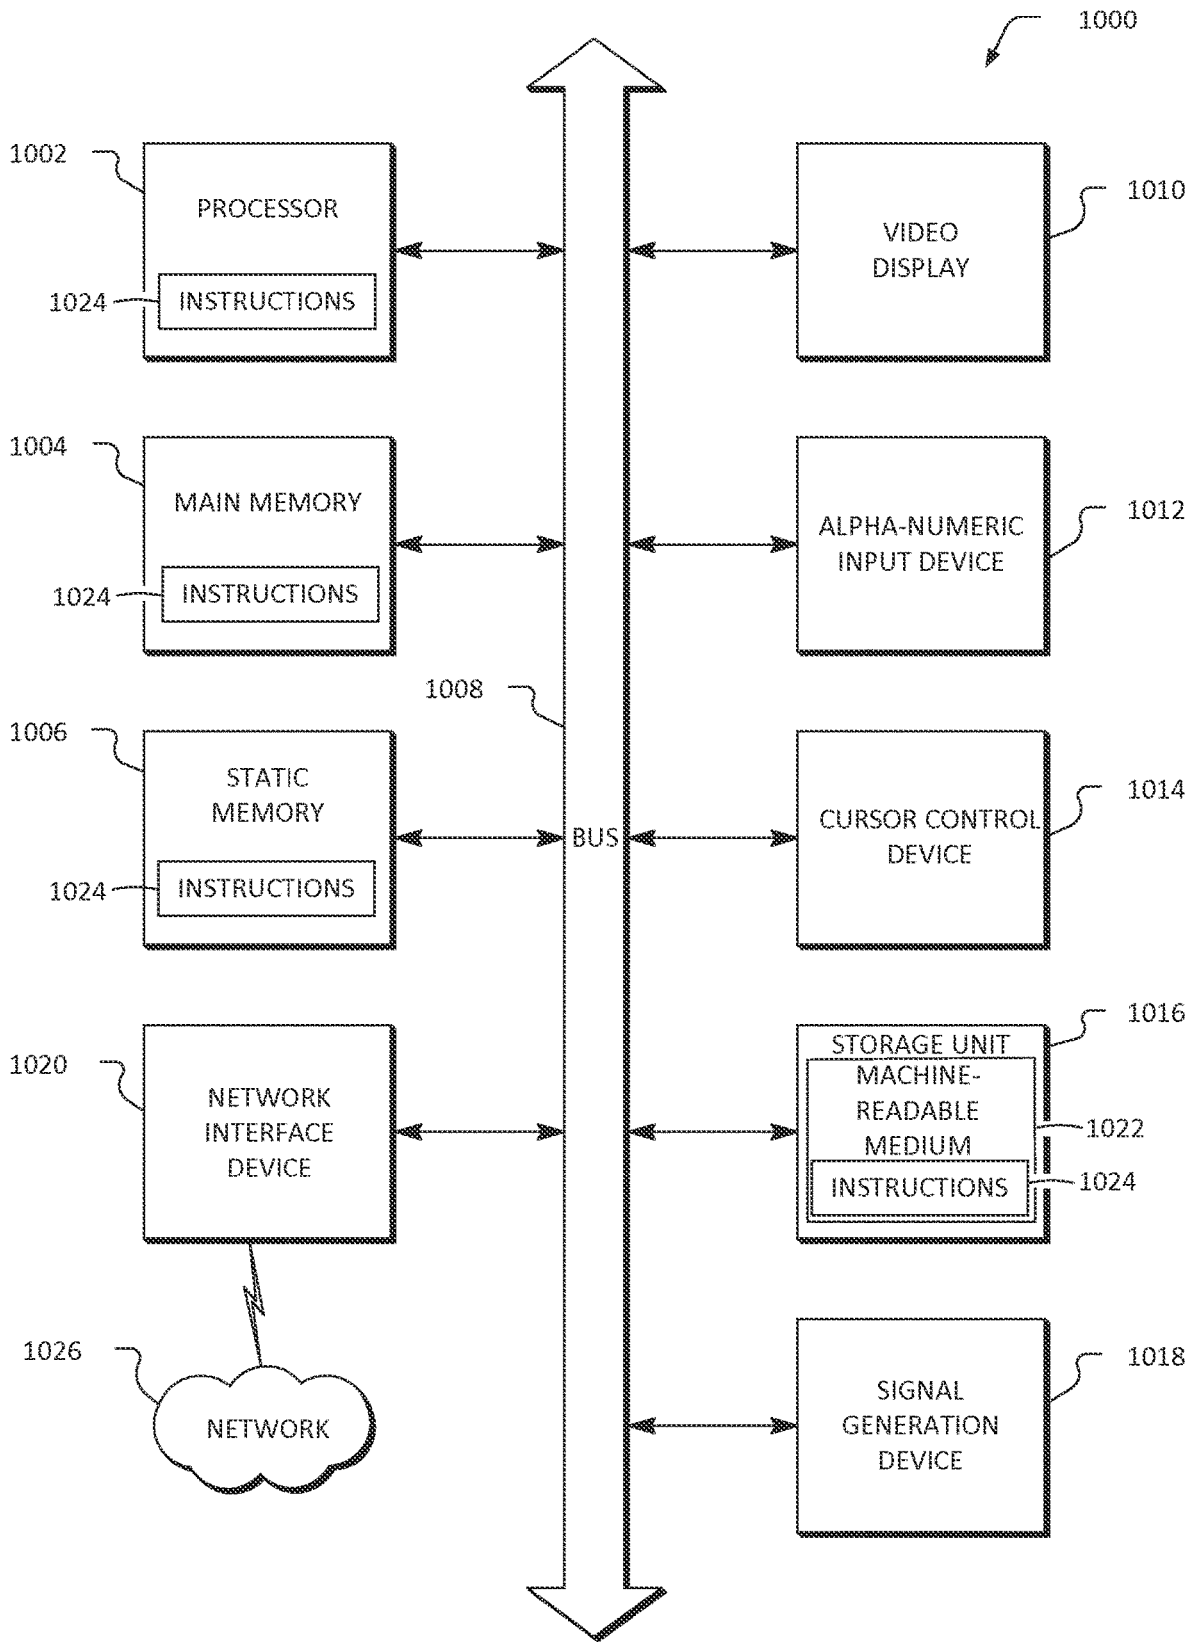 1000
1002
PROCESSOR
1024
INSTRUCTIONS
1010
VIDEO
DISPLAY
1004
MAIN MEMORY
1024
INSTRUCTIONS
1012
ALPHA-NUMERIC
INPUT DEVICE
1008
BUS
1006
STATIC
MEMORY
1024
INSTRUCTIONS
1014
CURSOR CONTROL
DEVICE
1020
NETWORK
INTERFACE
DEVICE
1016
STORAGE UNIT
MACHINE-
READABLE
MEDIUM
1022
INSTRUCTIONS
1024
1026
NETWORK
1018
SIGNAL
GENERATION
DEVICE